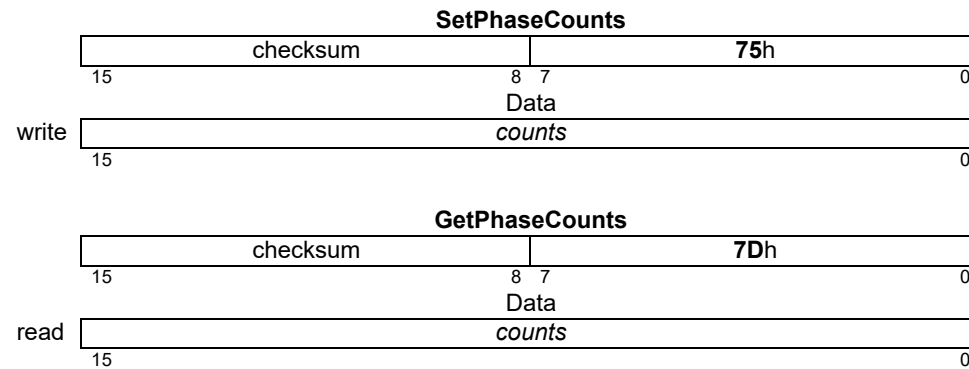 SetPhaseCounts
checksum 75h
15 8 7 0
Data
write counts
15 0
GetPhaseCounts
checksum 7Dh
15 8 7 0
Data
read counts
15 0